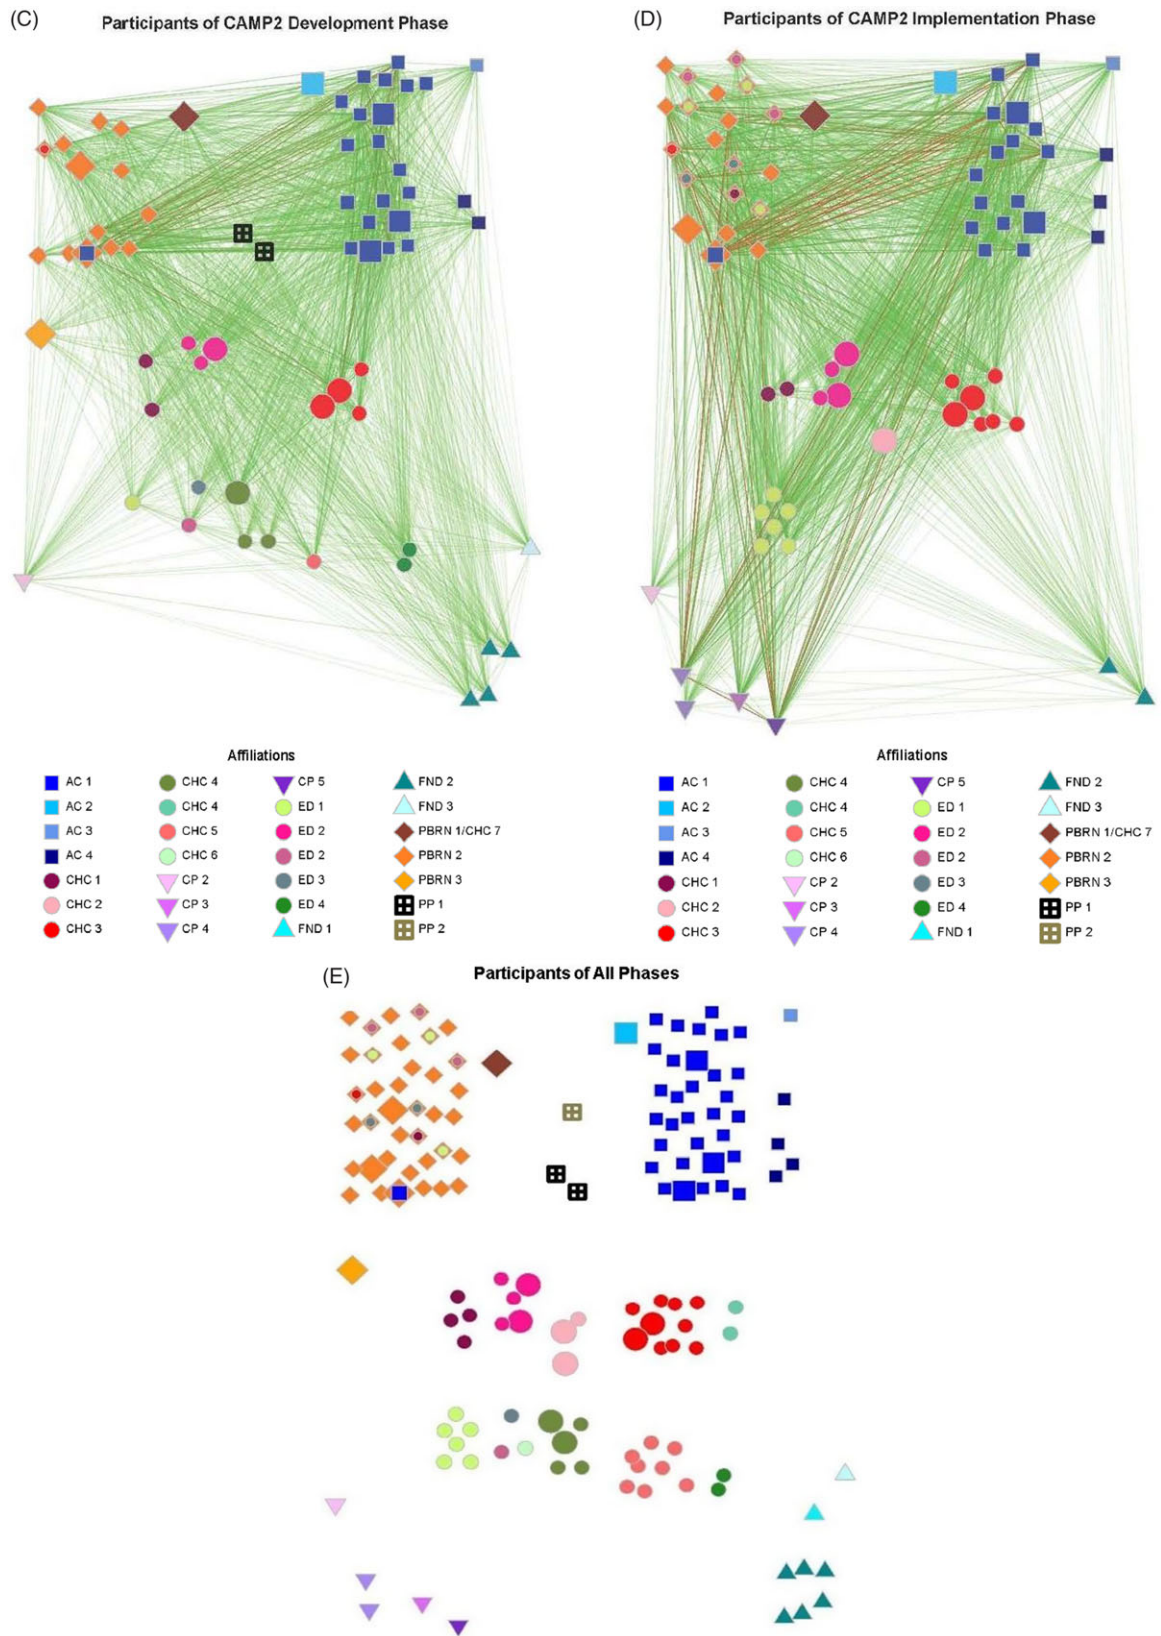 (C)
Participants of CAMP2 Development Phase
(D)
Participants of CAMP2 Implementation Phase
Affiliations
AC 1
AC 2
AC 3
AC 4
CHC 1
CHC 2
CHC 3
CHC 4
CHC 4
CHC 5
CHC 6
CP 2
CP 3
CP 4
CP 5
ED 1
ED 2
ED 2
ED 3
ED 4
FND 1
FND 2
FND 3
PBRN 1/CHC 7
PBRN 2
PBRN 3
PP 1
PP 2
Affiliations
AC 1
AC 2
AC 3
AC 4
CHC 1
CHC 2
CHC 3
CHC 4
CHC 4
CHC 5
CHC 6
CP 2
CP 3
CP 4
CP 5
ED 1
ED 2
ED 2
ED 3
ED 4
FND 1
FND 2
FND 3
PBRN 1/CHC 7
PBRN 2
PBRN 3
PP 1
PP 2
(E)
Participants of All Phases